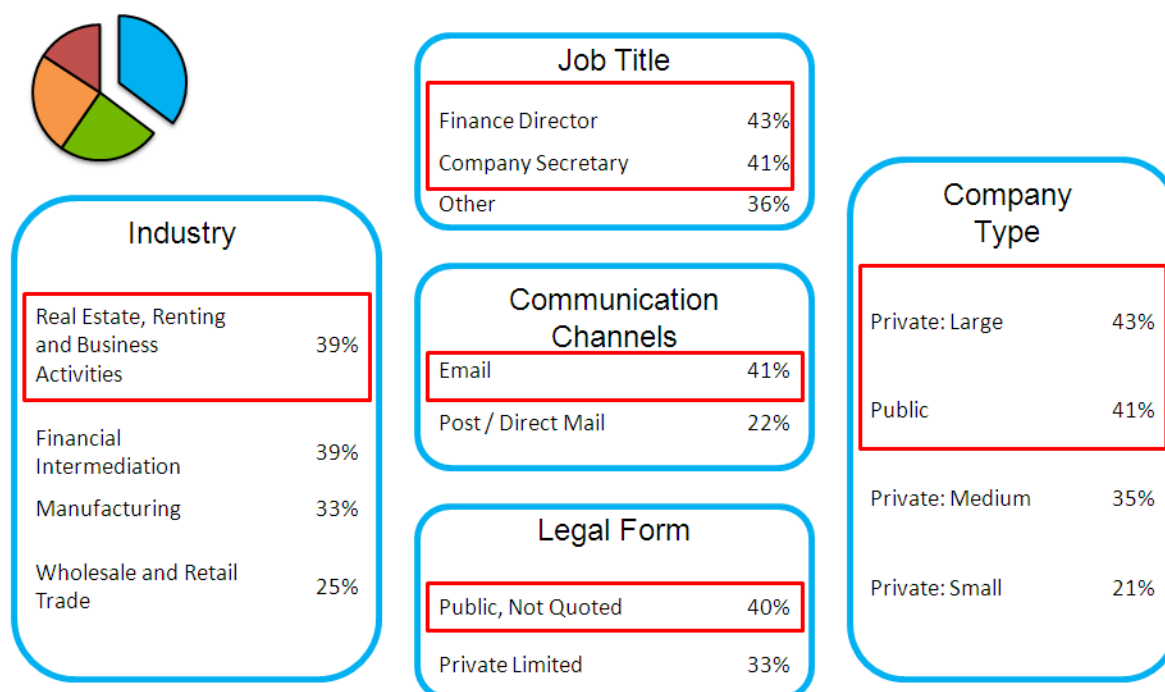 Job Title
Finance Director 43%
Company Secretary 41%
Other 36%
Industry
Real Estate, Renting
and Business 39%
Activities
Financial
Intermediation 39%
Manufacturing 33%
Wholesale and Retail 25%
Trade
Communication
Channels
Email 41%
Post / Direct Mail 22%
Legal Form
Public, Not Quoted 40%
Private Limited 33%
Company
Type
Private: Large 43%
Public 41%
Private: Medium 35%
Private: Small 21%